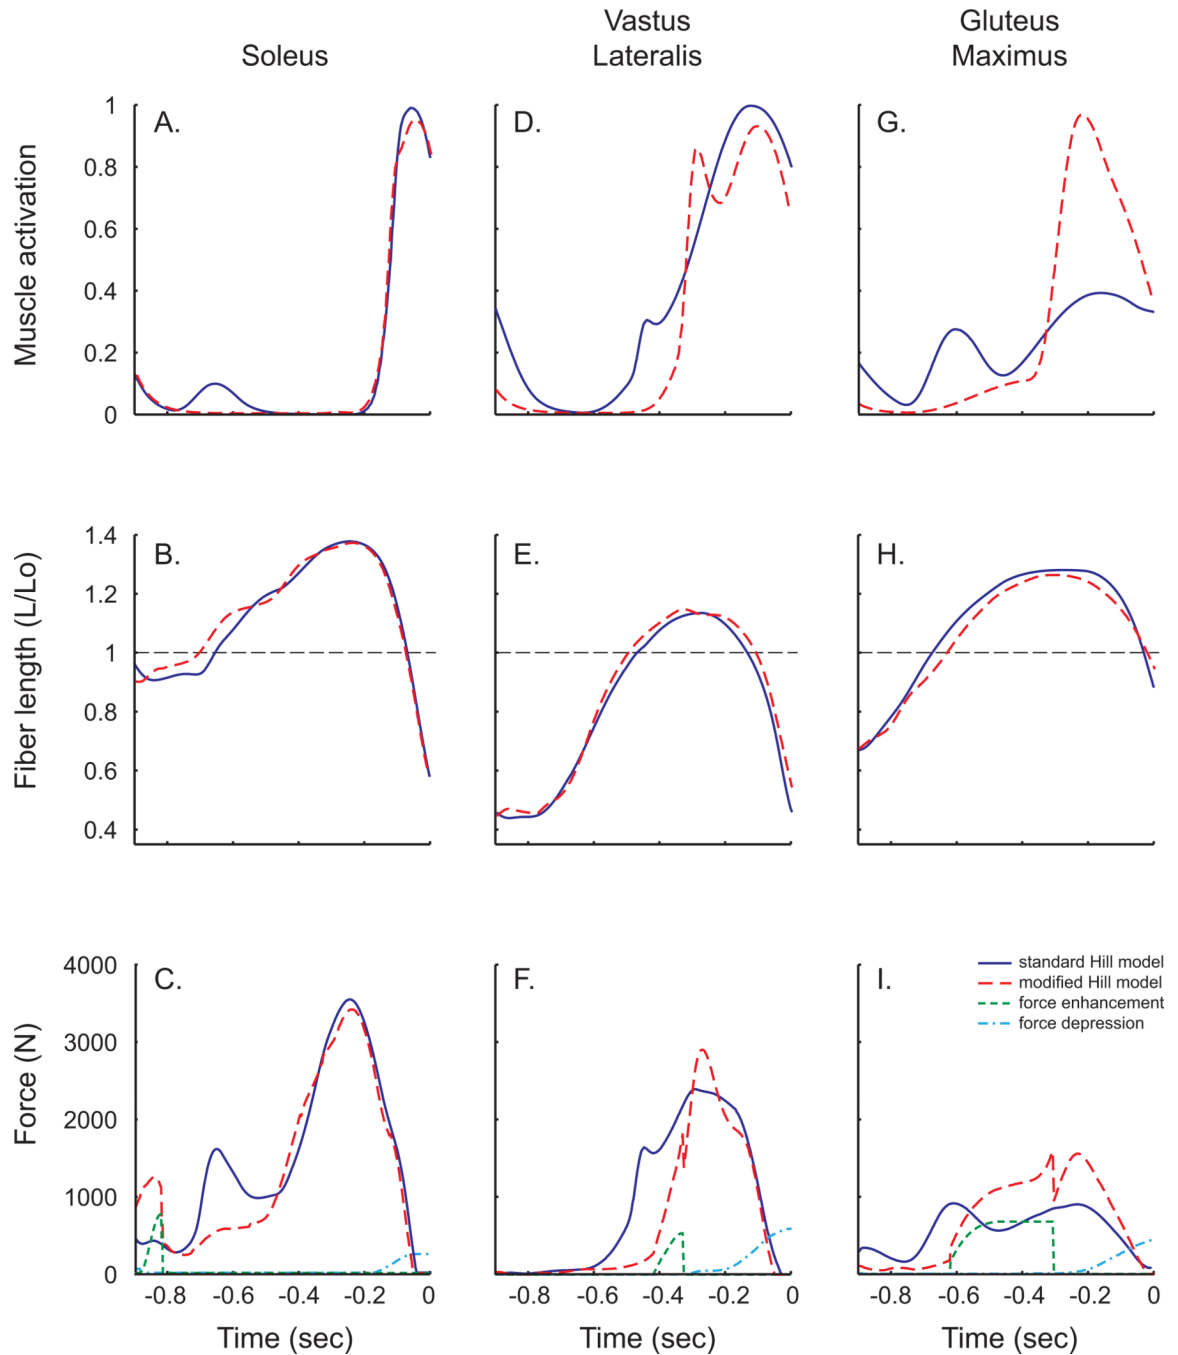 Soleus
Vastus
Lateralis
Gluteus
Maximus
Muscle activation
1
0.8
0.6
0.4
0.2
0
A.
D.
G.
Fiber length (L/Lo)
1.4
1.2
1
0.8
0.6
0.4
B.
E.
H.
Force (N)
4000
3000
2000
1000
0
C.
F.
I.
standard Hill model
modified Hill model
force enhancement
force depression
-0.8 -0.6 -0.4 -0.2 0
-0.8 -0.6 -0.4 -0.2 0
-0.8 -0.6 -0.4 -0.2 0
Time (sec)
Time (sec)
Time (sec)